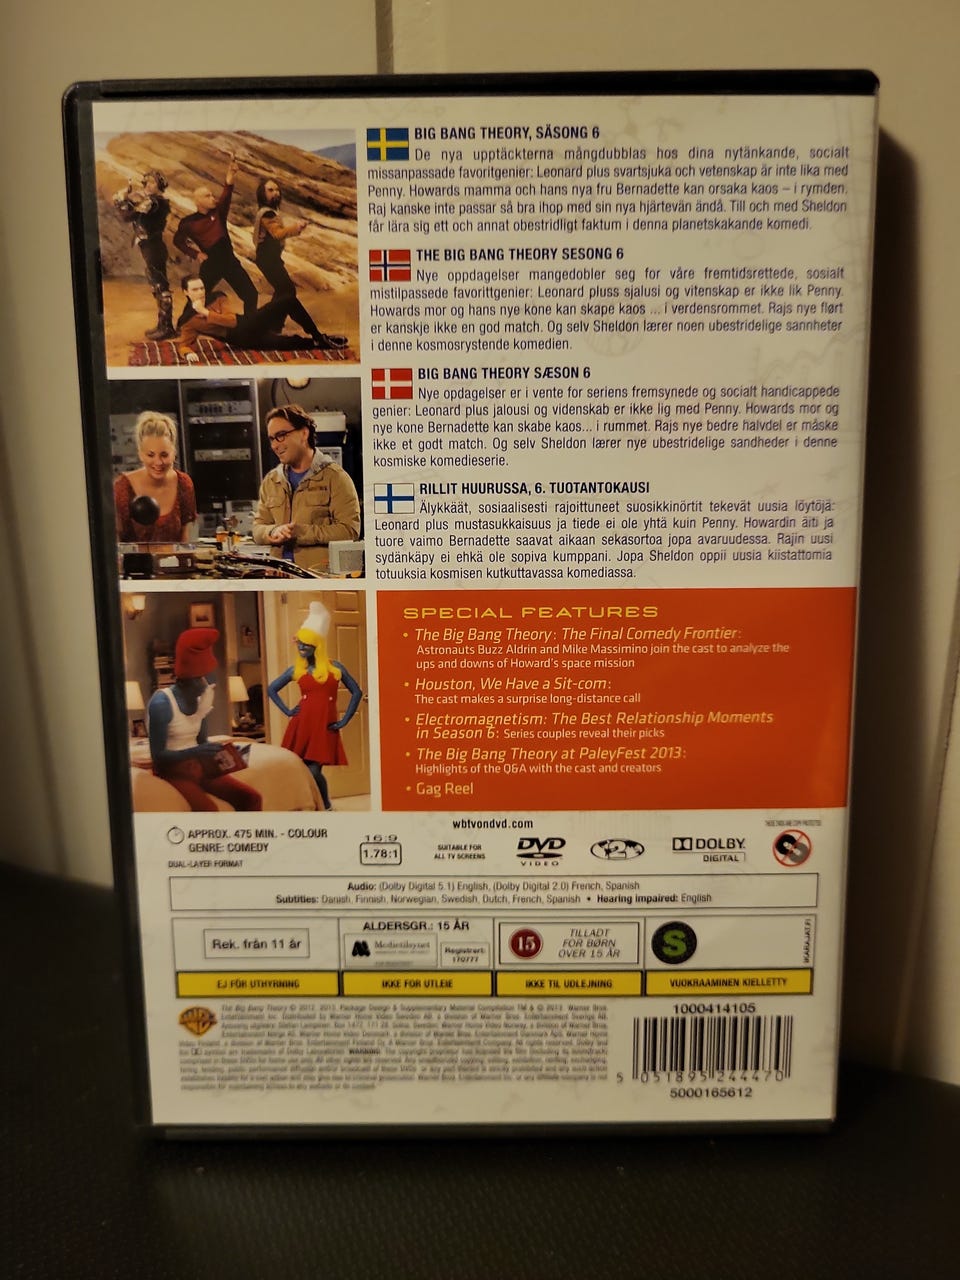 BIG BANG THEORY, SÄSONG 6
De nya upptäckterna mångdubblas hos dina nytänkande, socialt
missanpassade favoritgenier: Leonard plus svartsjuka och vetenskap är inte lika med
Penny. Howards mamma och hans nya fru Bernadette kan orsaka kaos – i rymden.
Raj kanske inte passar så bra ihop med sin nya hjärtevän ändå. Till och med Sheldon
får lära sig ett och annat obestridligt faktum i denna planetskakande komedi.
THE BIG BANG THEORY SESONG 6
Nye oppdagelser mangedobler seg for våre fremtidsrettede, sosialt
mistilpassede favorittgenier: Leonard pluss sjalusi og vitenskap er ikke lik Penny.
Howards mor og hans nye kone kan skape kaos ... i verdensrommet. Rajs nye flørt
er kanskje ikke en god match. Og selv Sheldon lærer noen ubestridelige sannheter
i denne kosmosrystende komedien.
BIG BANG THEORY SÆSON 6
Nye opdagelser er i vente for seriens fremsynede og socialt handicappede
genier: Leonard plus jalousi og videnskab er ikke lig med Penny. Howards mor og
nye kone Bernadette kan skabe kaos... i rummet. Rajs nye bedre halvdel er måske
ikke et godt match. Og selv Sheldon lærer nye ubestridelige sandheder i denne
kosmiske komedieserie.
RILLIT HUURUSSA, 6. TUOTANTOKAUSI
Älykkäät, sosiaalisesti rajoittuneet suosikkinörtit tekevät uusia löytöjä:
Leonard plus mustasukkaisuus ja tiede ei ole yhtä kuin Penny. Howardin äiti ja
tuore vaimo Bernadette saavat aikaan sekasortoa jopa avaruudessa. Rajin uusi
sydänkäpy ei ehkä ole sopiva kumppani. Jopa Sheldon oppii uusia kiistattomia
totuuksia kosmisen kutkuttavassa komediassa.
SPECIAL FEATURES
• The Big Bang Theory: The Final Comedy Frontier:
Astronauts Buzz Aldrin and Mike Massimino join the cast to analyze the
ups and downs of Howard's space mission
• Houston, We Have a Sit-com:
The cast makes a surprise long-distance call
• Electromagnetism: The Best Relationship Moments
in Season 6: Series couples reveal their picks
• The Big Bang Theory at PaleyFest 2013:
Highlights of the Q&A with the cast and creators
• Gag Reel
wbtvondvd.com
APPROX. 475 MIN. - COLOUR
GENRE: COMEDY
DUAL-LAYER FORMAT
16:9
1.78:1
SUITABLE FOR
ALL TV SCREENS
DVD
VIDEO
2
DOLBY
DIGITAL
THESE DISCS ARE COPY PROTECTED
Audio: (Dolby Digital 5.1) English, (Dolby Digital 2.0) French, Spanish
Subtitles: Danish, Finnish, Norwegian, Swedish, Dutch, French, Spanish • Hearing impaired: English
Rek. från 11 år
ALDERSGR.: 15 ÅR
Medietilsynet
Registrert:
170777
15
TILLADT
FOR BØRN
OVER 15 ÅR
S
IKARAJAT.FI
EJ FÖR UTHYRNING
IKKE FOR UTLEIE
IKKE TIL UDLEJNING
VUOKRAAMINEN KIELLETTY
1000414105
5 051895 244470
5000165612